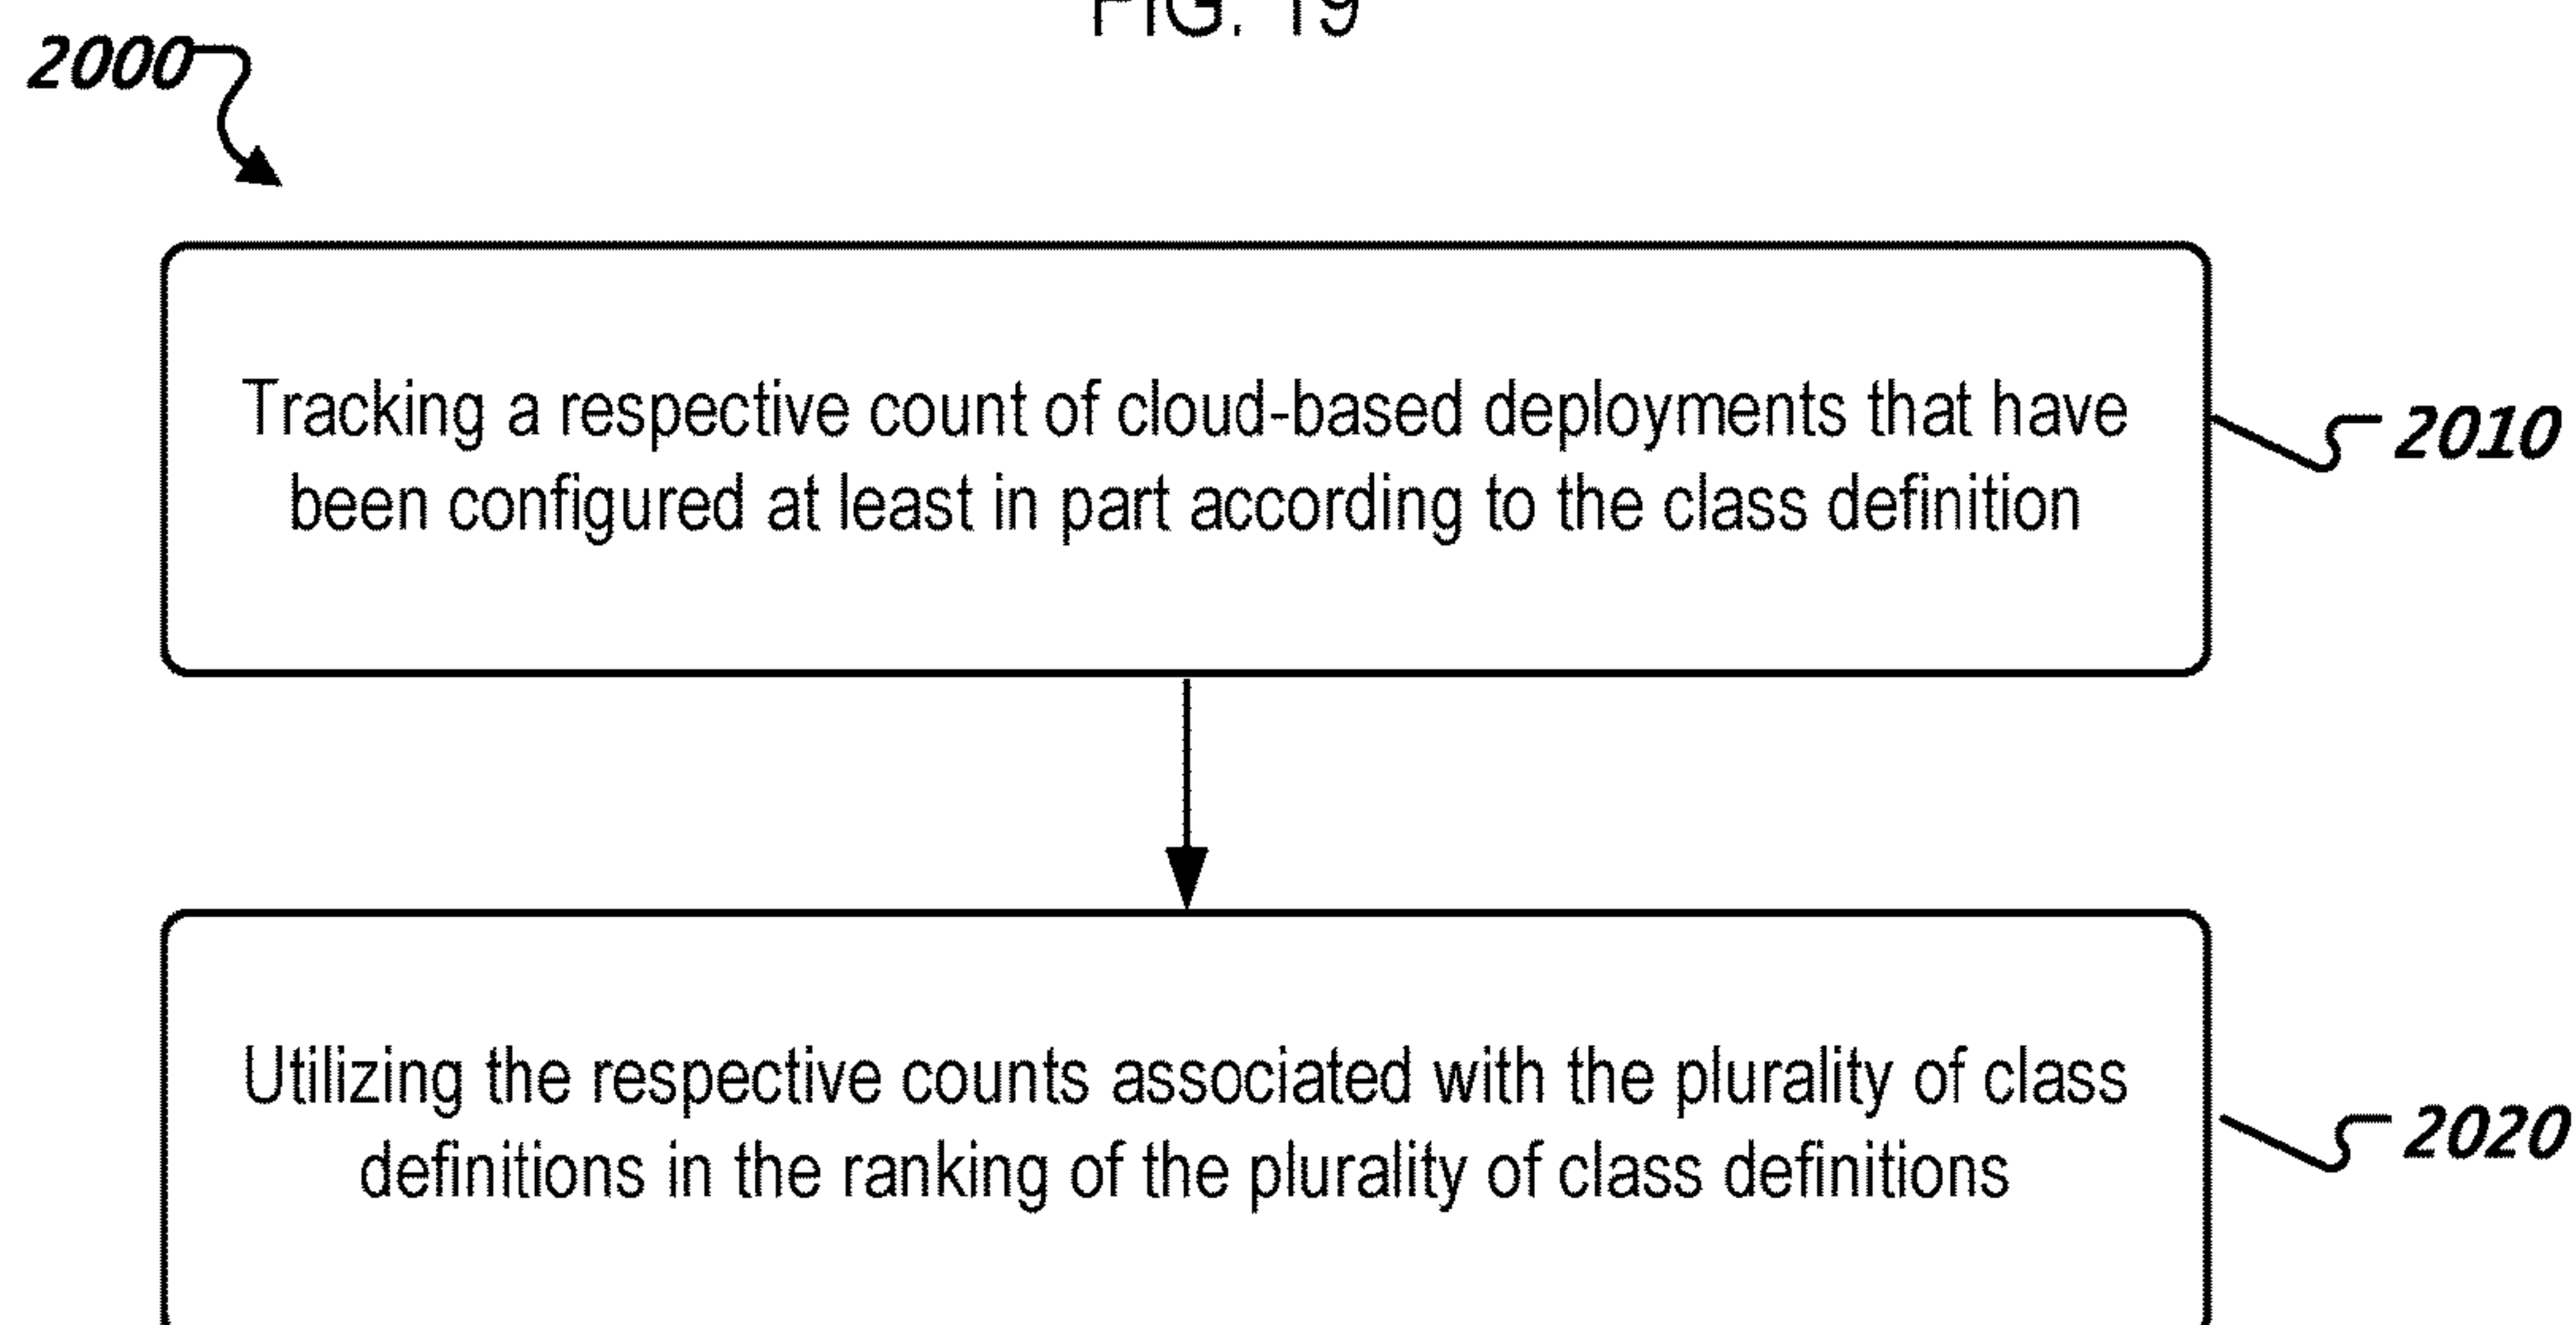 FIG. 19
2000
Tracking a respective count of cloud-based deployments that have
been configured at least in part according to the class definition
2010
Utilizing the respective counts associated with the plurality of class
definitions in the ranking of the plurality of class definitions
2020